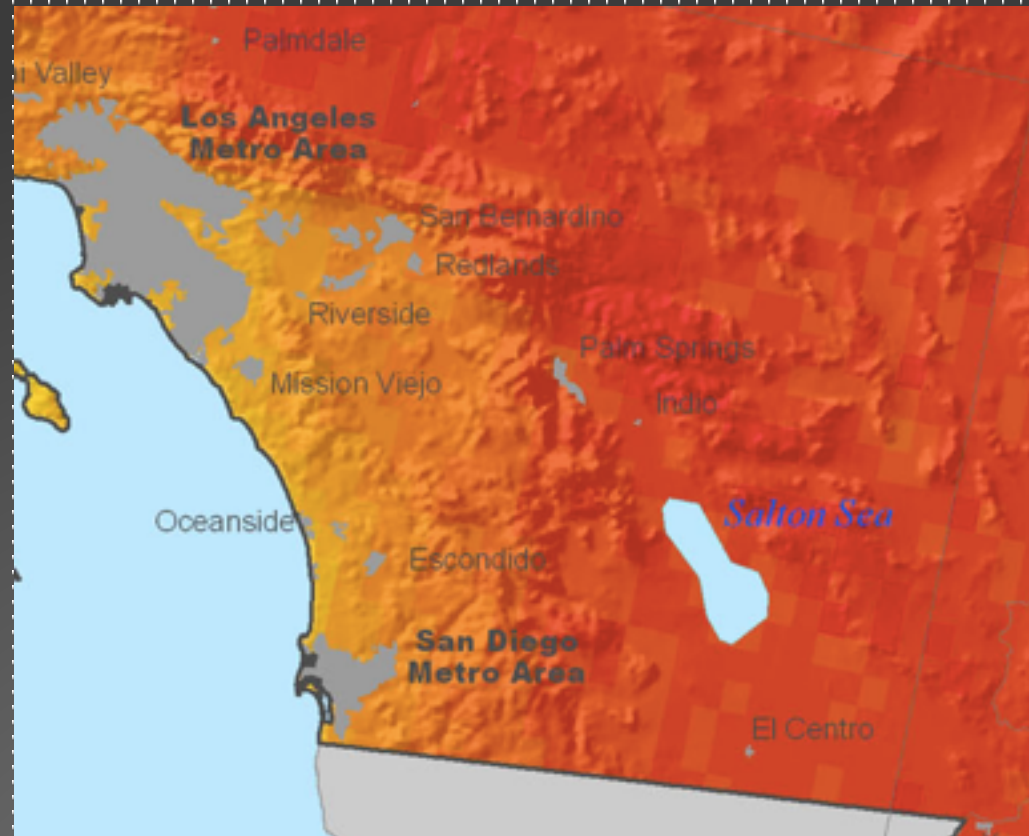 Palmdale
i Valley
Los Angeles
Metro Area
San Bernardino
Redlands
Riverside
Palm Springs
Mission Viejo
Indio
Salton Sea
Oceanside
Escondido
San Diego
Metro Area
El Centro